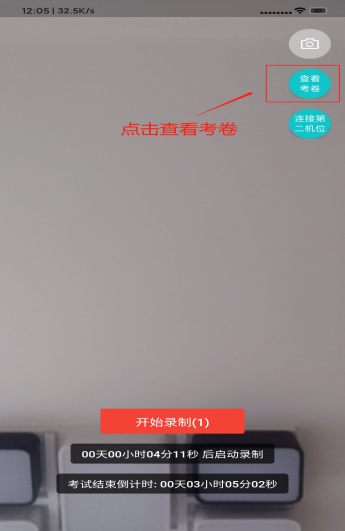 12:05 | 32.5K/s
查看
考卷
连接第
二机位
点击查看考卷
开始录制(1)
00天00小时04分11秒 后启动录制
考试结束倒计时: 00天03小时05分02秒